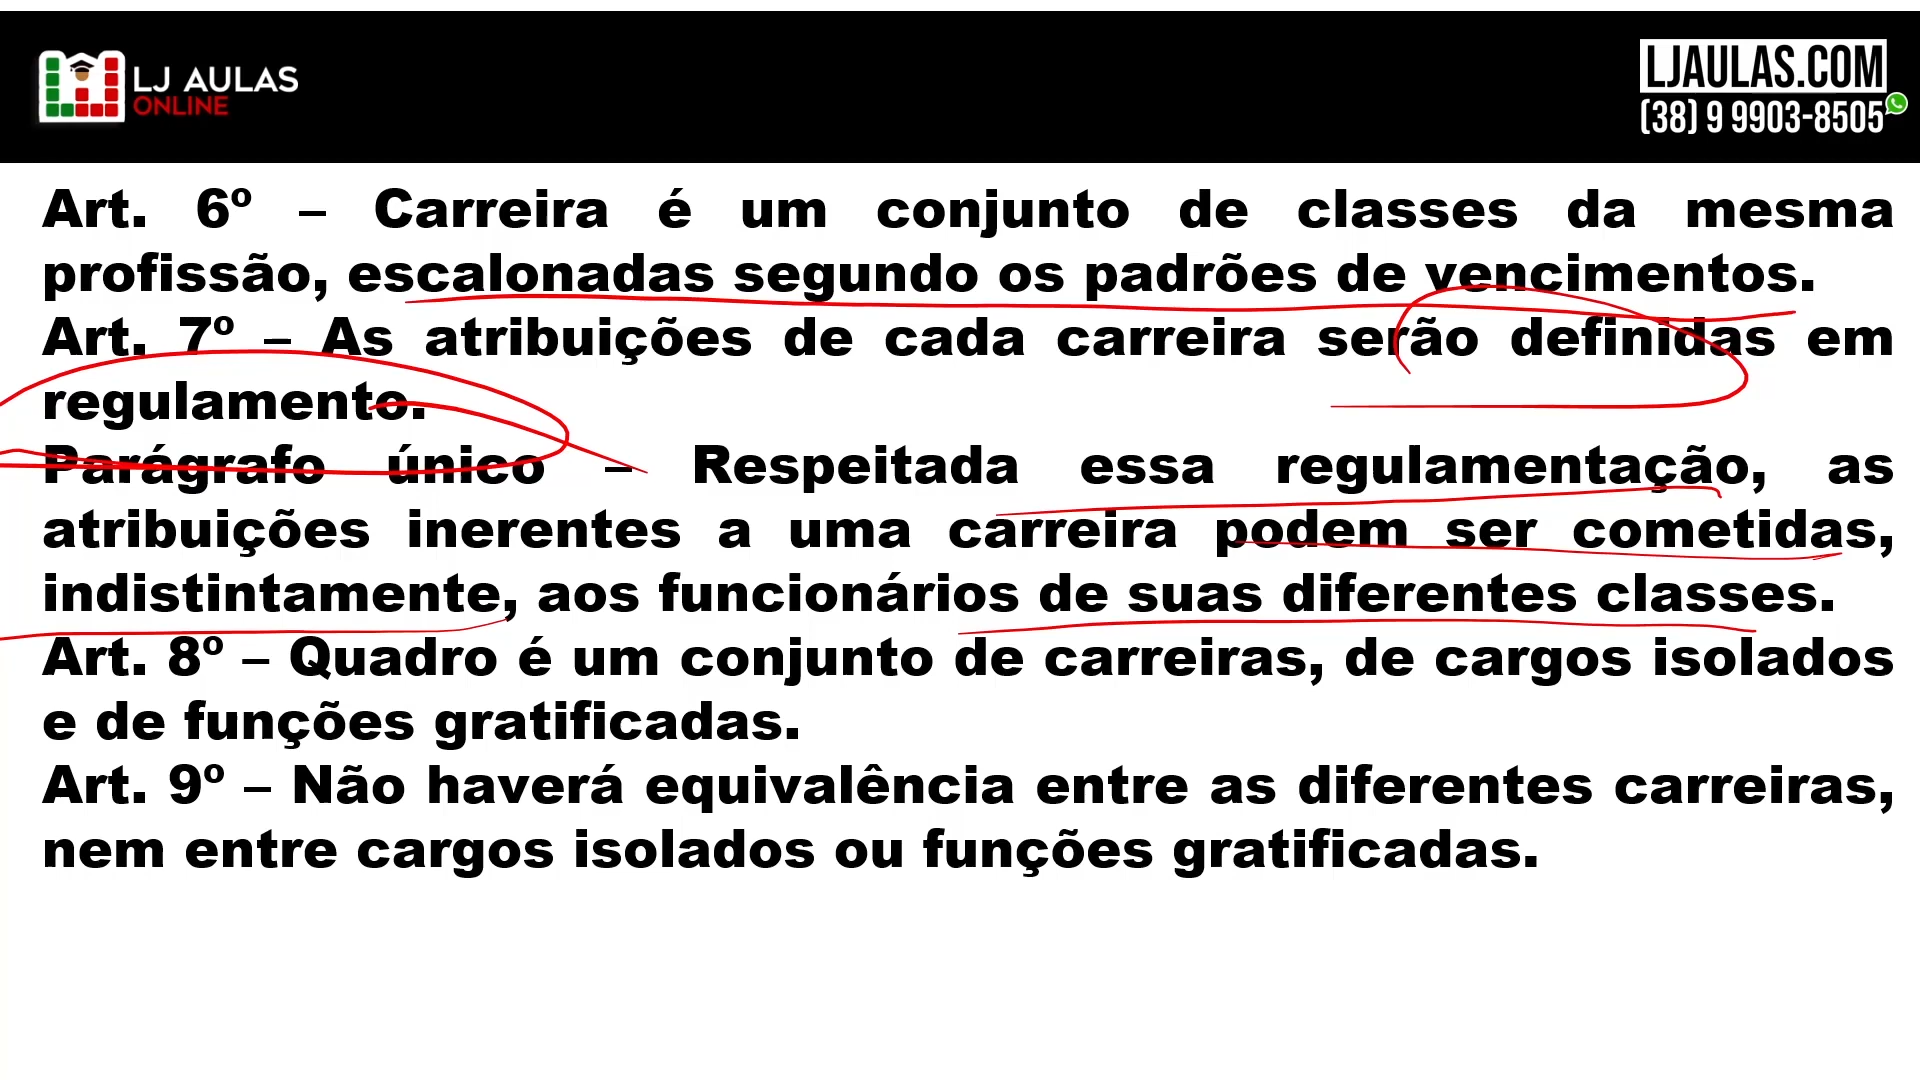 LJ AULAS
ONLINE
LJAULAS.COM
(38) 9 9903-8505
Art. 6º – Carreira é um conjunto de classes da mesma
profissão, escalonadas segundo os padrões de vencimentos.
Art. 7º – As atribuições de cada carreira serão definidas em
regulamento.
Parágrafo único – Respeitada essa regulamentação, as
atribuições inerentes a uma carreira podem ser cometidas,
indistintamente, aos funcionários de suas diferentes classes.
Art. 8º – Quadro é um conjunto de carreiras, de cargos isolados
e de funções gratificadas.
Art. 9º – Não haverá equivalência entre as diferentes carreiras,
nem entre cargos isolados ou funções gratificadas.